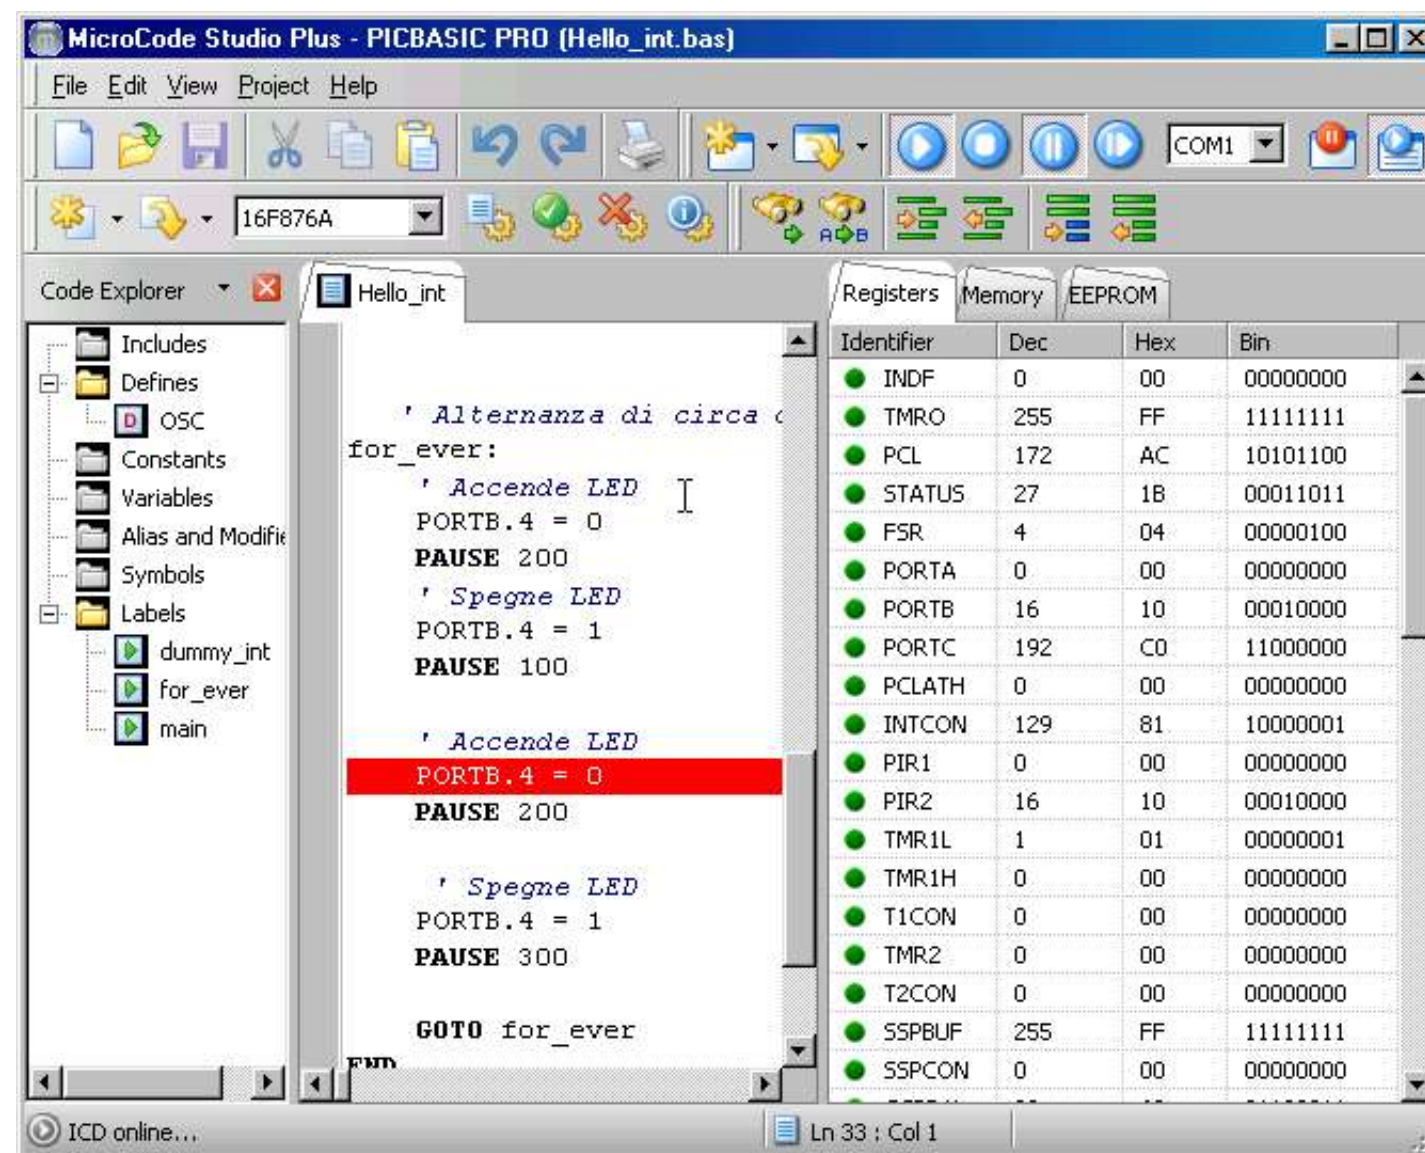 MicroCode Studio Plus - PICBASIC PRO (Hello_int.bas)
File Edit View Project Help
COM1
16F876A
A B
Code Explorer
Includes
Defines
D OSC
Constants
Variables
Alias and Modifie
Symbols
Labels
dummy_int
for_ever
main
Hello_int
' Alternanza di circa
for_ever:
' Accende LED
PORTB.4 = 0
PAUSE 200
' Spegne LED
PORTB.4 = 1
PAUSE 100
' Accende LED
PORTB.4 = 0
PAUSE 200
' Spegne LED
PORTB.4 = 1
PAUSE 300
GOTO for_ever
END
Registers Memory EEPROM
Identifier Dec Hex Bin
INDF 0 00 00000000
TMRO 255 FF 11111111
PCL 172 AC 10101100
STATUS 27 1B 00011011
FSR 4 04 00000100
PORTA 0 00 00000000
PORTB 16 10 00010000
PORTC 192 C0 11000000
PCLATH 0 00 00000000
INTCON 129 81 10000001
PIR1 0 00 00000000
PIR2 16 10 00010000
TMR1L 1 01 00000001
TMR1H 0 00 00000000
T1CON 0 00 00000000
TMR2 0 00 00000000
T2CON 0 00 00000000
SSPBUF 255 FF 11111111
SSPCON 0 00 00000000
ICD online...
Ln 33 : Col 1